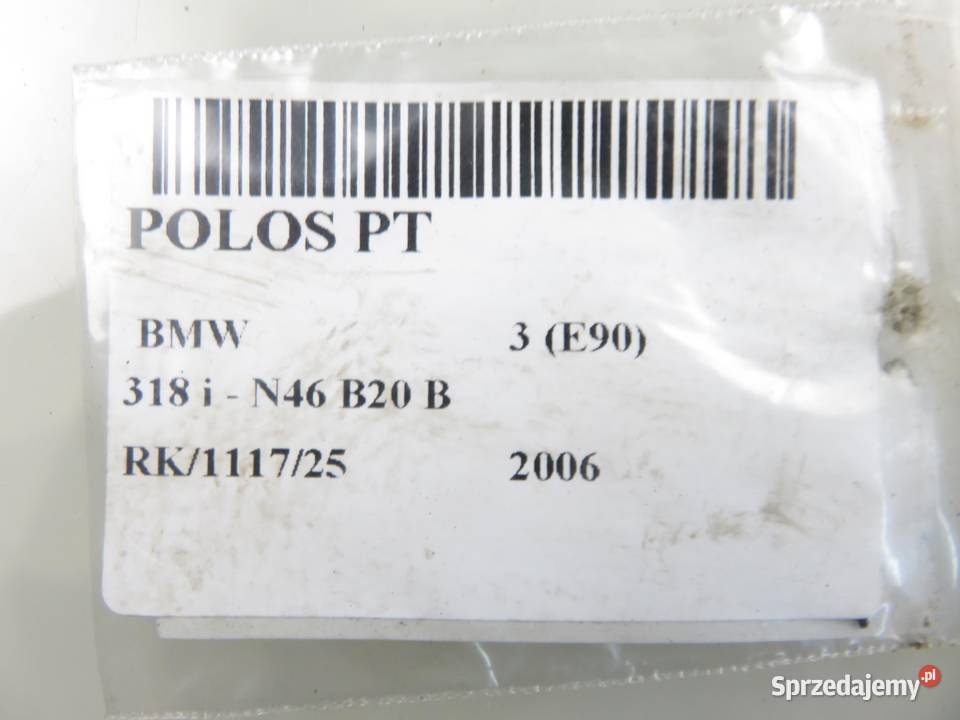 POLOS PT
BMW 3 (E90)
318 i - N46 B20 B
RK/1117/25 2006
Sprzedajemy.pl